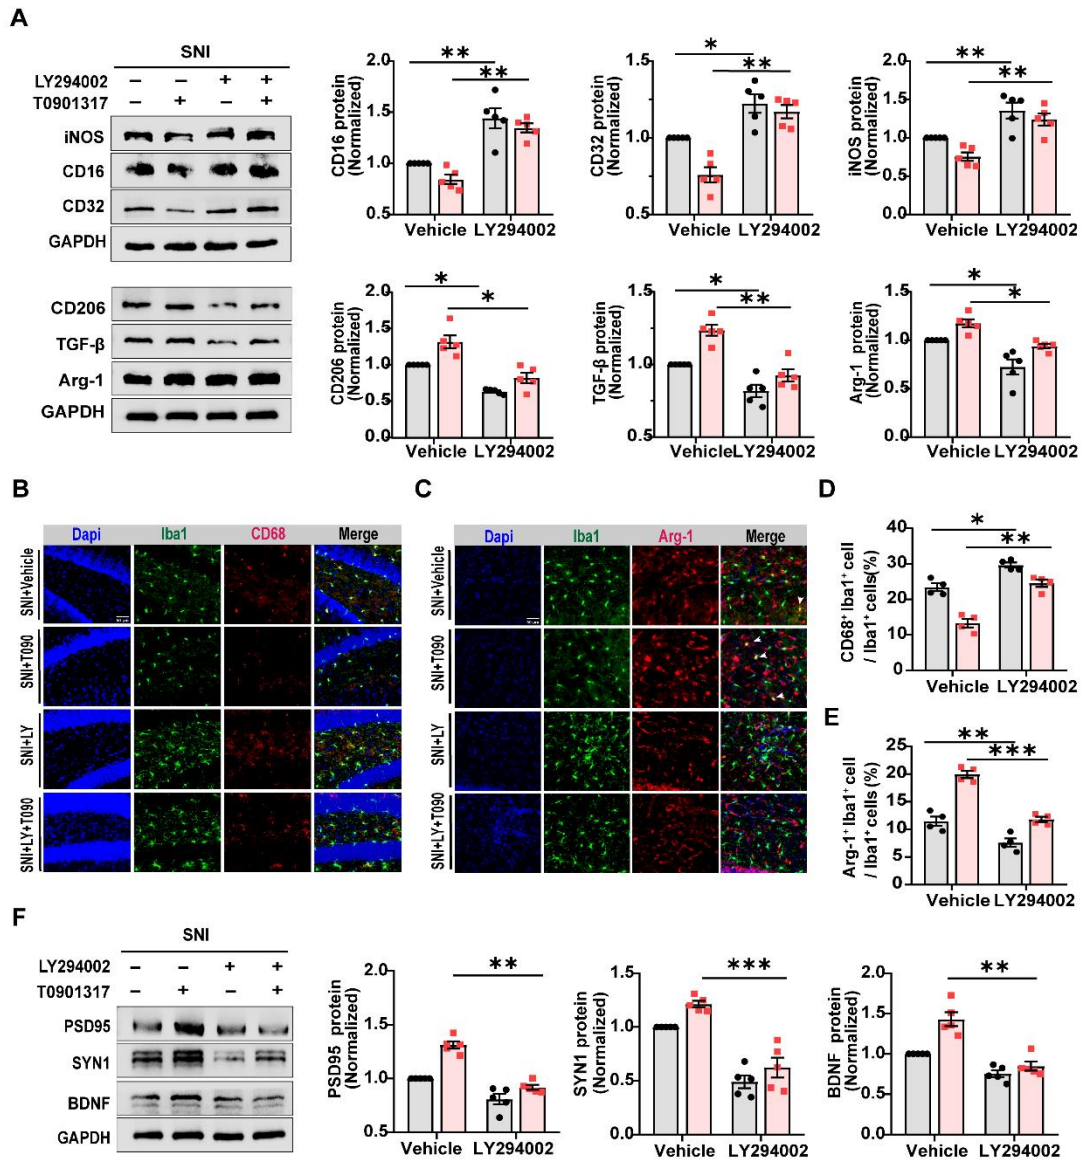 A
SNI
LY294002 – – + +
T0901317 – + – +
iNOS
CD16
CD32
GAPDH
CD206
TGF-β
Arg-1
GAPDH
CD16 protein
(Normalized)
2.0
1.5
1.0
0.5
**
**
Vehicle LY294002
CD32 protein
(Normalized)
1.5
1.0
0.5
*
**
Vehicle LY294002
iNOS protein
(Normalized)
2.0
1.5
1.0
0.5
0.0
**
**
Vehicle LY294002
CD206 protein
(Normalized)
2.0
1.5
1.0
0.5
0.0
*
*
Vehicle LY294002
TGF-β protein
(Normalized)
1.5
1.0
0.5
*
**
Vehicle LY294002
Arg-1 protein
(Normalized)
1.5
1.0
0.5
0.0
*
*
Vehicle LY294002
B
Dapi Iba1 CD68 Merge
SNI+Vehicle
SNI+T090
SNI+LY
SNI+LY+T090
C
Dapi Iba1 Arg-1 Merge
SNI+Vehicle
SNI+T090
SNI+LY
SNI+LY+T090
D
CD68⁺ Iba1⁺ cell
/ Iba1⁺ cells(%)
40
30
20
10
0
*
**
Vehicle LY294002
E
Arg-1⁺ Iba1⁺ cell
/ Iba1⁺ cells (%)
25
20
15
10
5
0
**
***
Vehicle LY294002
F
SNI
LY294002 – – + +
T0901317 – + – +
PSD95
SYN1
BDNF
GAPDH
PSD95 protein
(Normalized)
2.0
1.5
1.0
0.5
**
Vehicle LY294002
SYN1 protein
(Normalized)
1.5
1.0
0.5
0.0
***
Vehicle LY294002
BDNF protein
(Normalized)
2.0
1.5
1.0
0.5
0.0
**
Vehicle LY294002